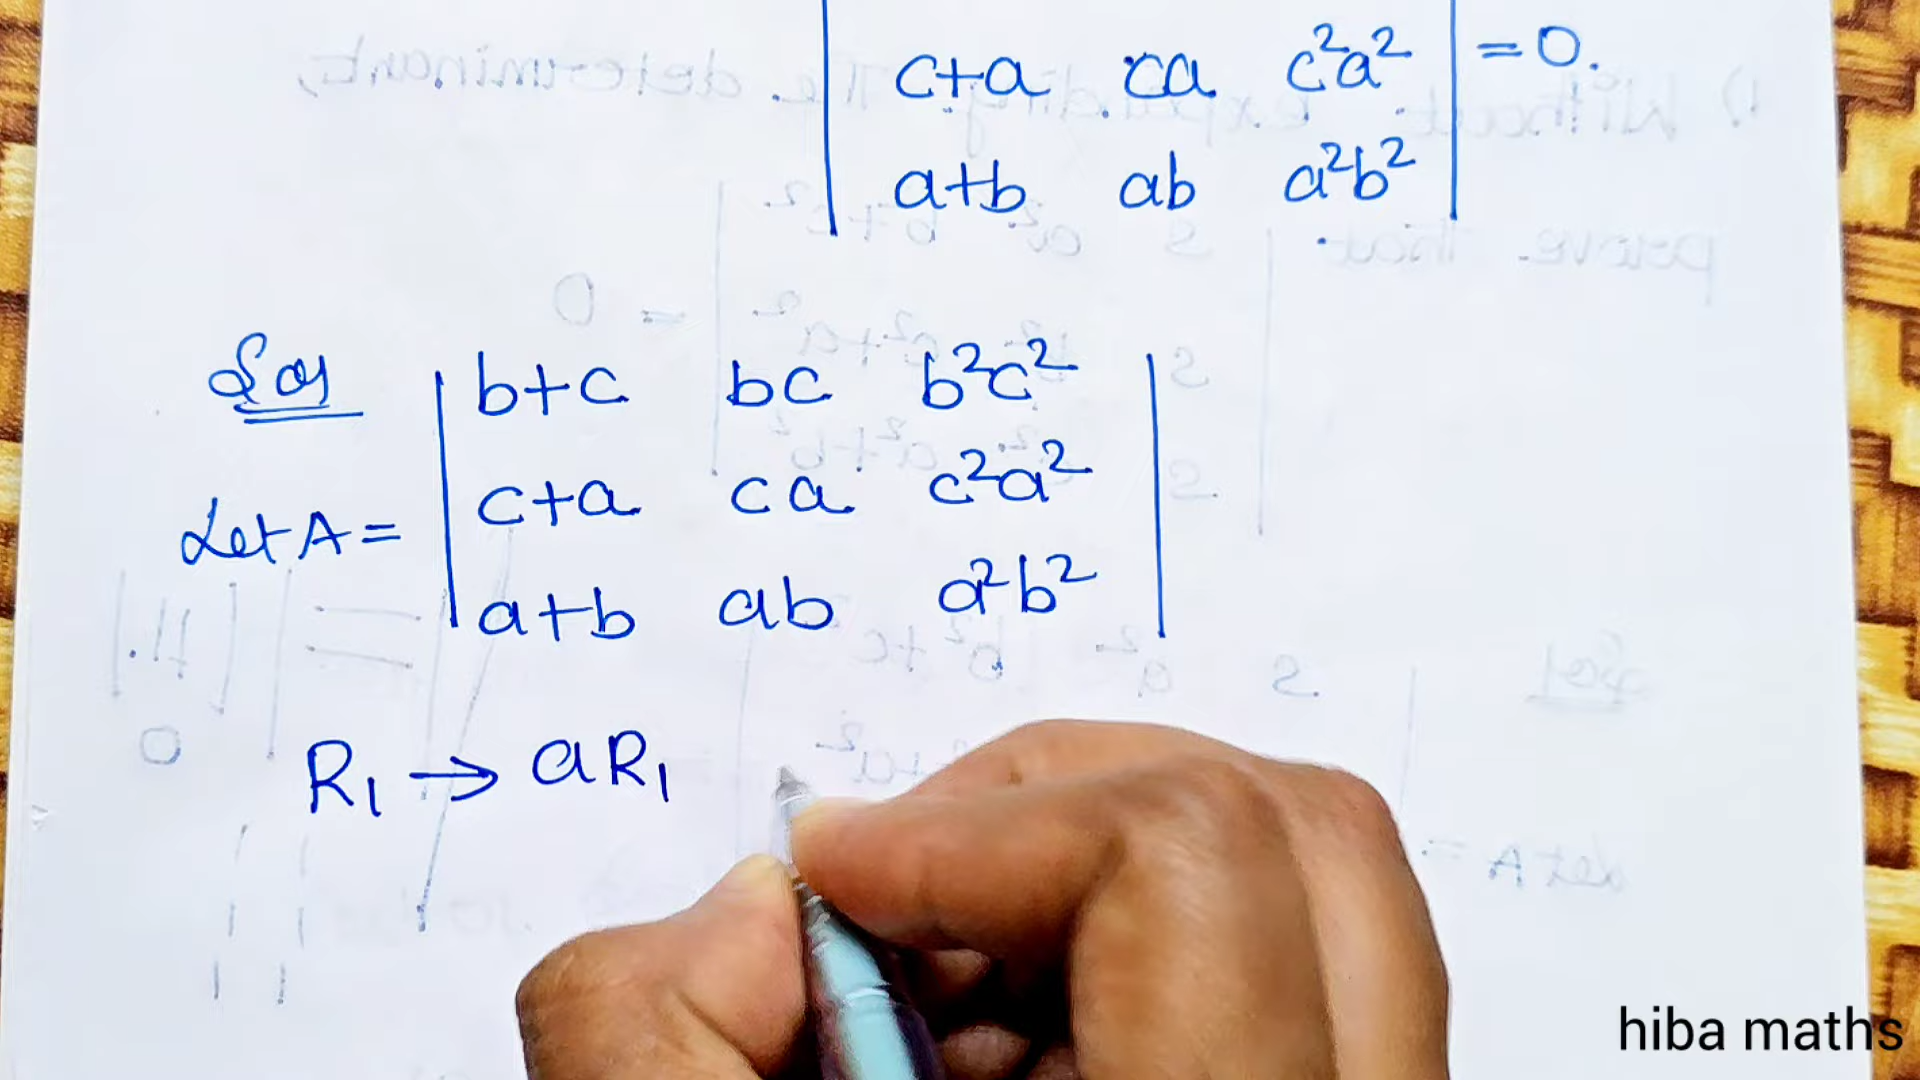 c+a ca c²a² = 0.
a+b ab a²b²
Sol
b+c bc b²c²
Let A = c+a ca c²a²
a+b ab a²b²
R₁ → aR₁
hiba maths